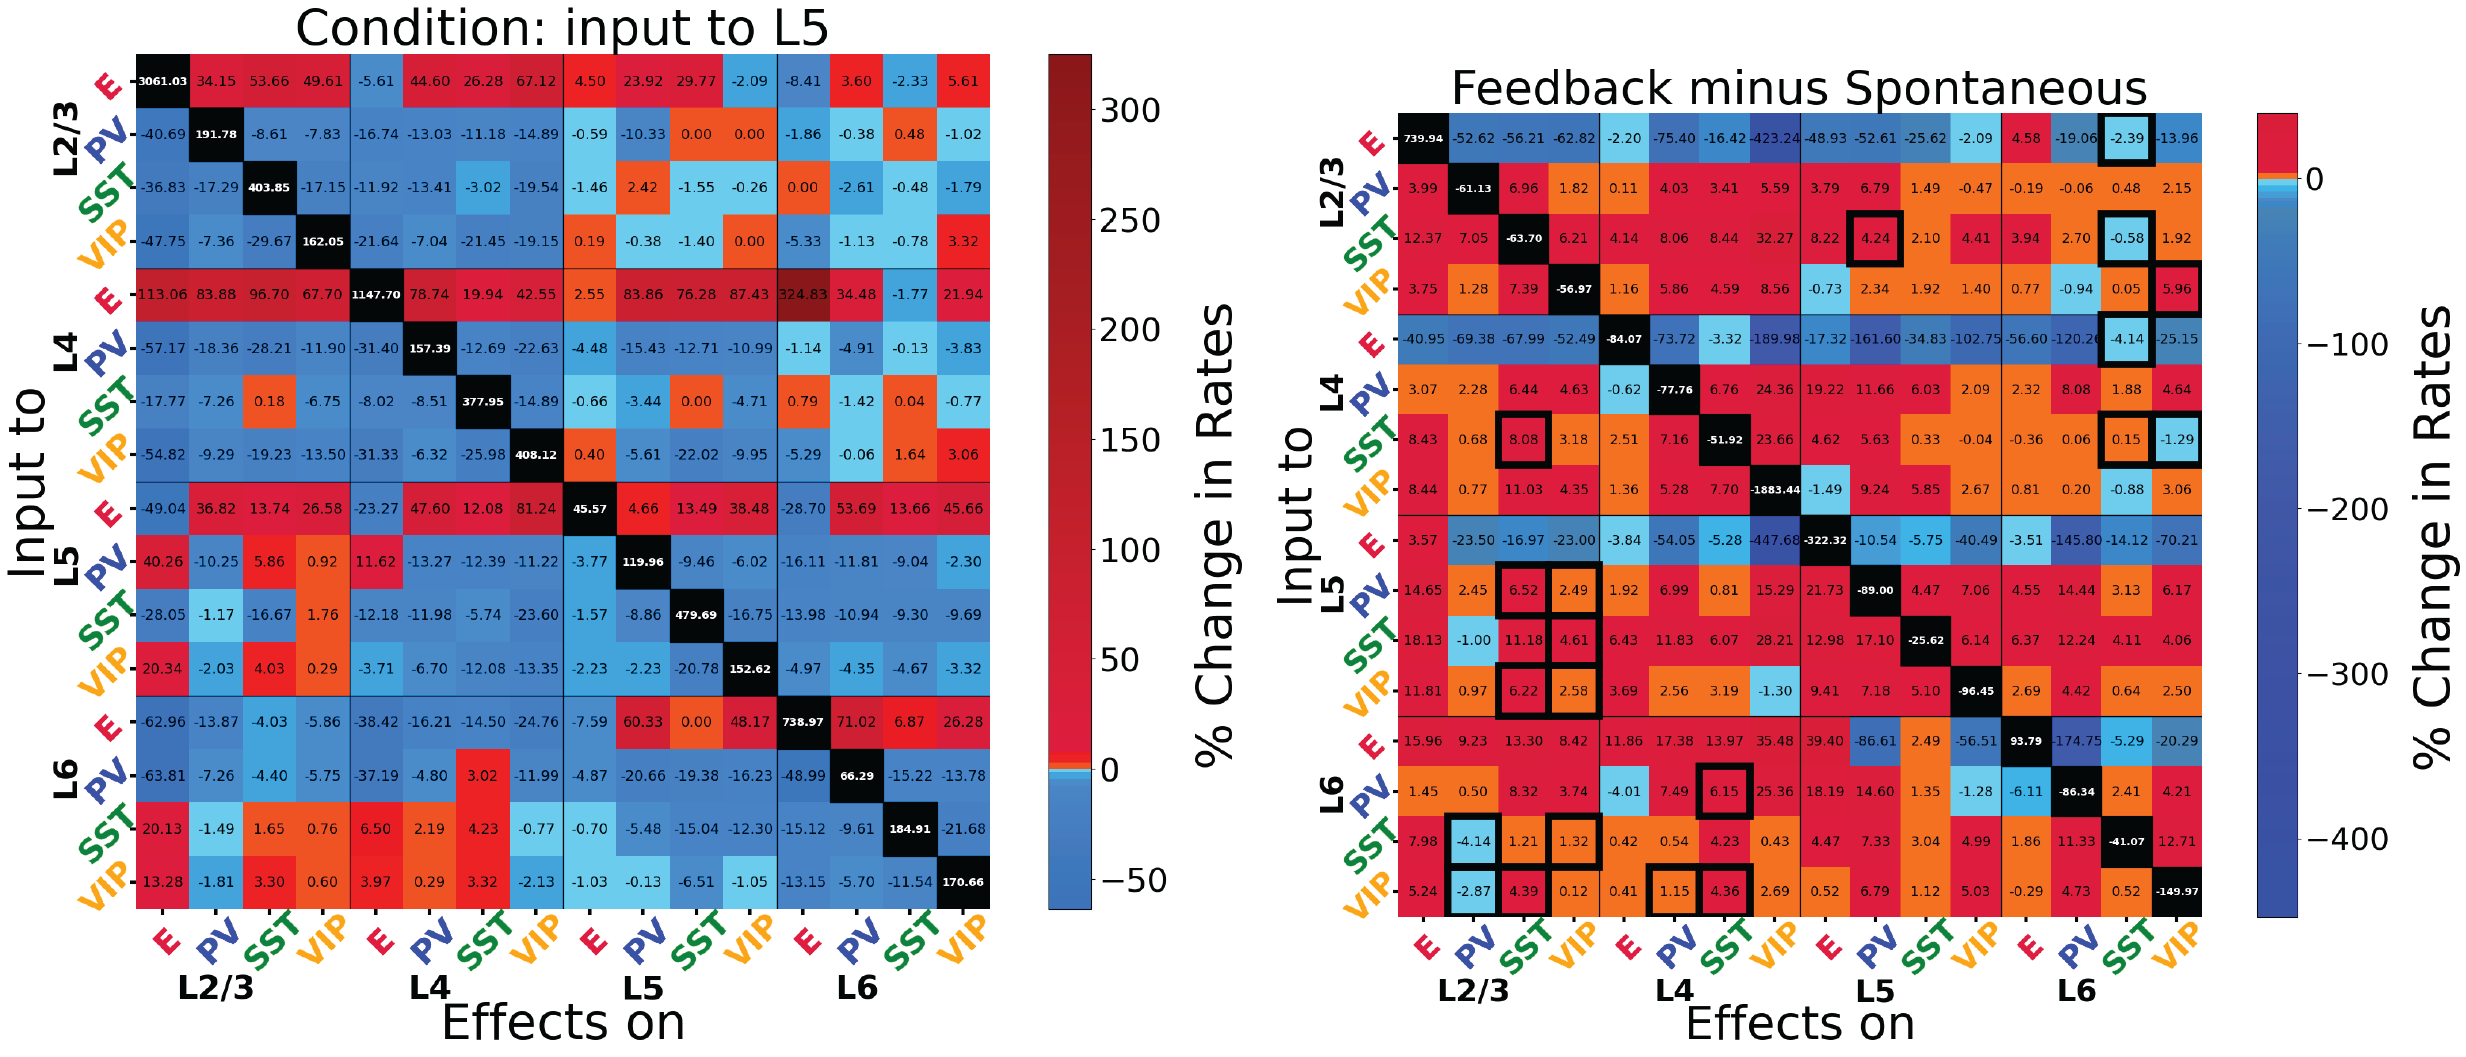 Condition: input to L5
E 3061.03 34.15 53.66 49.61 -5.61 44.60 26.28 67.12 4.50 23.92 29.77 -2.09 -8.41 3.60 -2.33 5.61
PV -40.69 191.78 -8.61 -7.83 -16.74 -13.03 -11.18 -14.89 -0.59 -10.33 0.00 0.00 -1.86 -0.38 0.48 -1.02
L2/3
SST -36.83 -17.29 403.85 -17.15 -11.92 -13.41 -3.02 -19.54 -1.46 2.42 -1.55 -0.26 0.00 -2.61 -0.48 -1.79
VIP -47.75 -7.36 -29.67 162.05 -21.64 -7.04 -21.45 -19.15 0.19 -0.38 -1.40 0.00 -5.33 -1.13 -0.78 3.32
E 113.06 83.88 96.70 67.70 1147.70 78.74 19.94 42.55 2.55 83.86 76.28 87.43 324.83 34.48 -1.77 21.94
PV -57.17 -18.36 -28.21 -11.90 -31.40 157.39 -12.69 -22.63 -4.48 -15.43 -12.71 -10.99 -1.14 -4.91 -0.13 -3.83
L4
SST -17.77 -7.26 0.18 -6.75 -8.02 -8.51 377.95 -14.89 -0.66 -3.44 0.00 -4.71 0.79 -1.42 0.04 -0.77
VIP -54.82 -9.29 -19.23 -13.50 -31.33 -6.32 -25.98 408.12 0.40 -5.61 -22.02 -9.95 -5.29 -0.06 1.64 3.06
E -49.04 36.82 13.74 26.58 -23.27 47.60 12.08 81.24 45.57 4.66 13.49 38.48 -28.70 53.69 13.66 45.66
PV 40.26 -10.25 5.86 0.92 11.62 -13.27 -12.39 -11.22 -3.77 119.96 -9.46 -6.02 -16.11 -11.81 -9.04 -2.30
L5
SST -28.05 -1.17 -16.67 1.76 -12.18 -11.98 -5.74 -23.60 -1.57 -8.86 479.69 -16.75 -13.98 -10.94 -9.30 -9.69
VIP 20.34 -2.03 4.03 0.29 -3.71 -6.70 -12.08 -13.35 -2.23 -2.23 -20.78 152.62 -4.97 -4.35 -4.67 -3.32
E -62.96 -13.87 -4.03 -5.86 -38.42 -16.21 -14.50 -24.76 -7.59 60.33 0.00 48.17 738.97 71.02 6.87 26.28
PV -63.81 -7.26 -4.40 -5.75 -37.19 -4.80 3.02 -11.99 -4.87 -20.66 -19.38 -16.23 -48.99 66.29 -15.22 -13.78
L6
SST 20.13 -1.49 1.65 0.76 6.50 2.19 4.23 -0.77 -0.70 -5.48 -15.04 -12.30 -15.12 -9.61 184.91 -21.68
VIP 13.28 -1.81 3.30 0.60 3.97 0.29 3.32 -2.13 -1.03 -0.13 -6.51 -1.05 -13.15 -5.70 -11.54 170.66
E PV SST VIP E PV SST VIP E PV SST VIP E PV SST VIP
L2/3 L4 L5 L6
Effects on
Input to
300
250
200
150
100
50
0
−50
% Change in Rates
Feedback minus Spontaneous
E 739.94 -52.62 -56.21 -62.82 -2.20 -75.40 -16.42 -423.24 -48.93 -52.61 -25.62 -2.09 4.58 -19.06 -2.39 -13.96
PV 3.99 -61.13 6.96 1.82 0.11 4.03 3.41 5.59 3.79 6.79 1.49 -0.47 -0.19 -0.06 0.48 2.15
L2/3
SST 12.37 7.05 -63.70 6.21 4.14 8.06 8.44 32.27 8.22 4.24 2.10 4.41 3.94 2.70 -0.58 1.92
VIP 3.75 1.28 7.39 -56.97 1.16 5.86 4.59 8.56 -0.73 2.34 1.92 1.40 0.77 -0.94 0.05 5.96
E -40.95 -69.38 -67.99 -52.49 -84.07 -73.72 -3.32 -189.98 -17.32 -161.60 -34.83 -102.75 -56.60 -120.26 -4.14 -25.15
PV 3.07 2.28 6.44 4.63 -0.62 -77.76 6.76 24.36 19.22 11.66 6.03 2.09 2.32 8.08 1.88 4.64
L4
SST 8.43 0.68 8.08 3.18 2.51 7.16 -51.92 23.66 4.62 5.63 0.33 -0.04 -0.36 0.06 0.15 -1.29
VIP 8.44 0.77 11.03 4.35 1.36 5.28 7.70 -1883.44 -1.49 9.24 5.85 2.67 0.81 0.20 -0.88 3.06
E 3.57 -23.50 -16.97 -23.00 -3.84 -54.05 -5.28 -447.68 -322.32 -10.54 -5.75 -40.49 -3.51 -145.80 -14.12 -70.21
PV 14.65 2.45 6.52 2.49 1.92 6.99 0.81 15.29 21.73 -89.00 4.47 7.06 4.55 14.44 3.13 6.17
L5
SST 18.13 -1.00 11.18 4.61 6.43 11.83 6.07 28.21 12.98 17.10 -25.62 6.14 6.37 12.24 4.11 4.06
VIP 11.81 0.97 6.22 2.58 3.69 2.56 3.19 -1.30 9.41 7.18 5.10 -96.45 2.69 4.42 0.64 2.50
E 15.96 9.23 13.30 8.42 11.86 17.38 13.97 35.48 39.40 -86.61 2.49 -56.51 93.79 -174.75 -5.29 -20.29
PV 1.45 0.50 8.32 3.74 -4.01 7.49 6.15 25.36 18.19 14.60 1.35 -1.28 -6.11 -86.34 2.41 4.21
L6
SST 7.98 -4.14 1.21 1.32 0.42 0.54 4.23 0.43 4.47 7.33 3.04 4.99 1.86 11.33 -41.07 12.71
VIP 5.24 -2.87 4.39 0.12 0.41 1.15 4.36 2.69 0.52 6.79 1.12 5.03 -0.29 4.73 0.52 -149.97
E PV SST VIP E PV SST VIP E PV SST VIP E PV SST VIP
L2/3 L4 L5 L6
Effects on
Input to
0
−100
−200
−300
−400
% Change in Rates